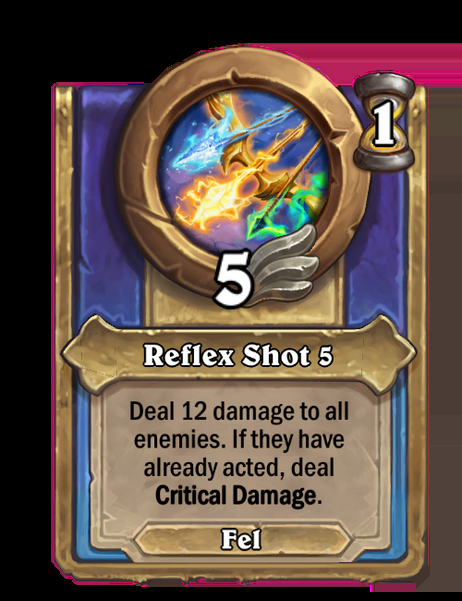 1
5
Reflex Shot 5
Deal 12 damage to all
enemies. If they have
already acted, deal
Critical Damage.
Fel